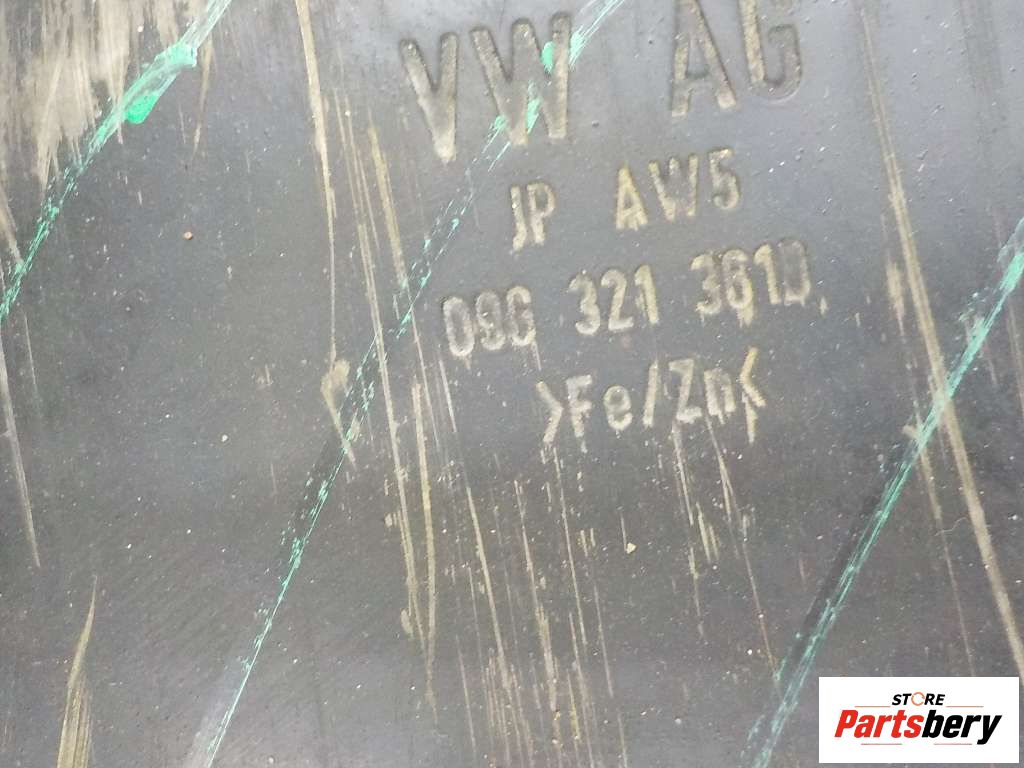 VW AG
JP AW5
09G 321 361D
>Fe/Zn<
STORE
Partsbery